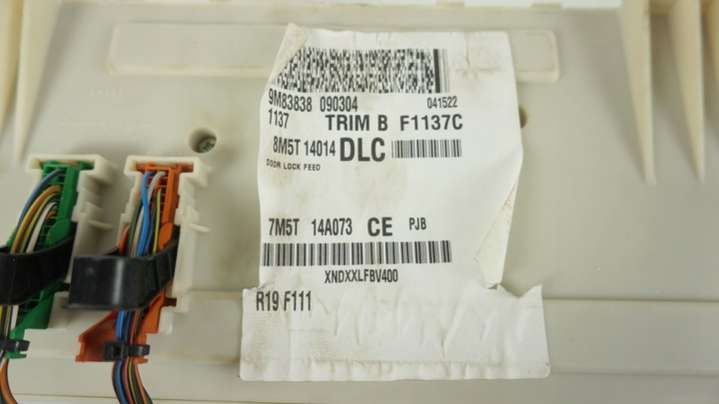 9M83838 090304 041522
1137 TRIM B F1137C
8M5T 14014 DLC
DOOR LOCK FEED
7M5T 14A073 CE PJB
XNDXXLFBV400
R19 F111